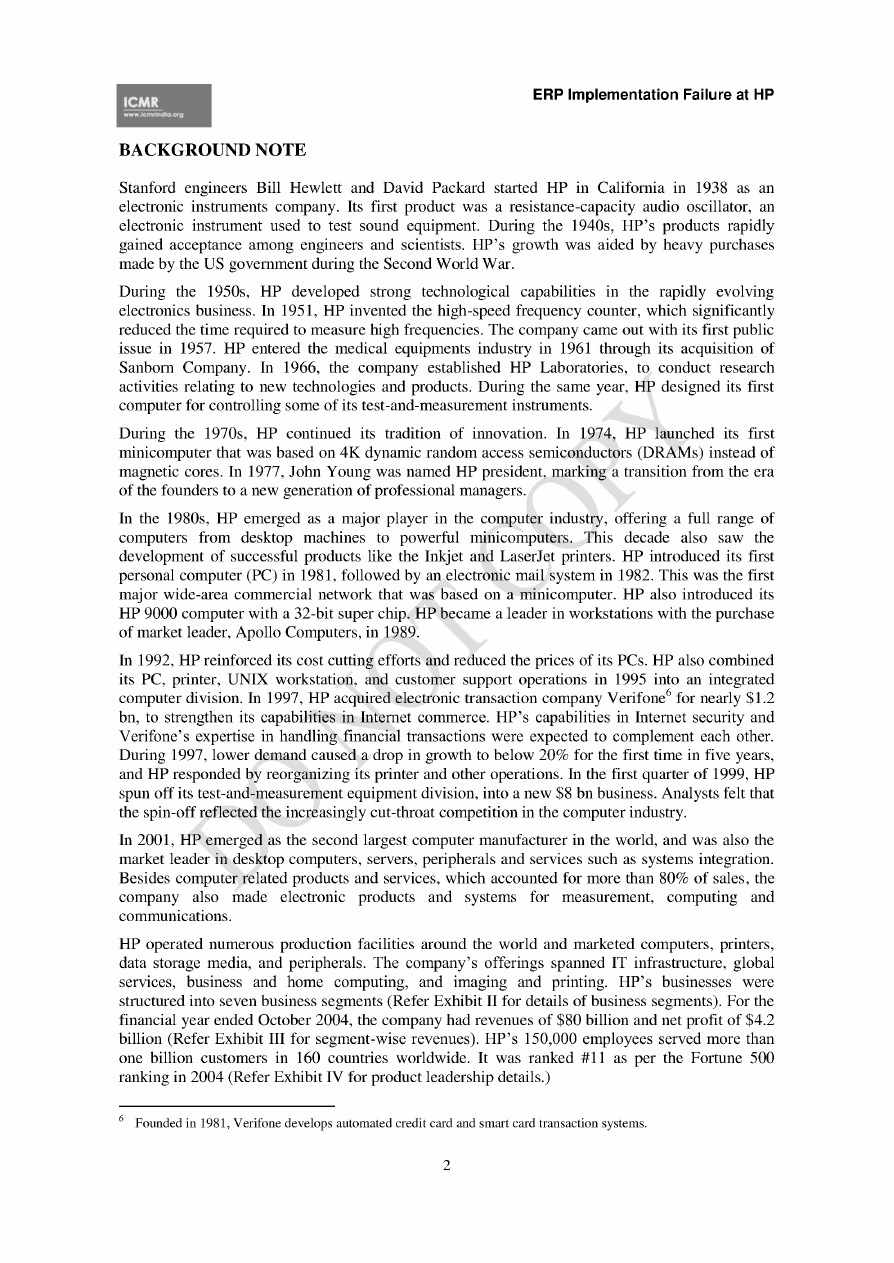 ICMR
www.icmrindia.org
ERP Implementation Failure at HP
BACKGROUND NOTE
Stanford engineers Bill Hewlett and David Packard started HP in California in 1938 as an
electronic instruments company. Its first product was a resistance-capacity audio oscillator, an
electronic instrument used to test sound equipment. During the 1940s, HP's products rapidly
gained acceptance among engineers and scientists. HP's growth was aided by heavy purchases
made by the US government during the Second World War.
During the 1950s, HP developed strong technological capabilities in the rapidly evolving
electronics business. In 1951, HP invented the high-speed frequency counter, which significantly
reduced the time required to measure high frequencies. The company came out with its first public
issue in 1957. HP entered the medical equipments industry in 1961 through its acquisition of
Sanborn Company. In 1966, the company established HP Laboratories, to conduct research
activities relating to new technologies and products. During the same year, HP designed its first
computer for controlling some of its test-and-measurement instruments.
During the 1970s, HP continued its tradition of innovation. In 1974, HP launched its first
minicomputer that was based on 4K dynamic random access semiconductors (DRAMs) instead of
magnetic cores. In 1977, John Young was named HP president, marking a transition from the era
of the founders to a new generation of professional managers.
In the 1980s, HP emerged as a major player in the computer industry, offering a full range of
computers from desktop machines to powerful minicomputers. This decade also saw the
development of successful products like the Inkjet and LaserJet printers. HP introduced its first
personal computer (PC) in 1981, followed by an electronic mail system in 1982. This was the first
major wide-area commercial network that was based on a minicomputer. HP also introduced its
HP 9000 computer with a 32-bit super chip. HP became a leader in workstations with the purchase
of market leader, Apollo Computers, in 1989.
In 1992, HP reinforced its cost cutting efforts and reduced the prices of its PCs. HP also combined
its PC, printer, UNIX workstation, and customer support operations in 1995 into an integrated
computer division. In 1997, HP acquired electronic transaction company Verifone6 for nearly $1.2
bn, to strengthen its capabilities in Internet commerce. HP's capabilities in Internet security and
Verifone's expertise in handling financial transactions were expected to complement each other.
During 1997, lower demand caused a drop in growth to below 20% for the first time in five years,
and HP responded by reorganizing its printer and other operations. In the first quarter of 1999, HP
spun off its test-and-measurement equipment division, into a new $8 bn business. Analysts felt that
the spin-off reflected the increasingly cut-throat competition in the computer industry.
In 2001, HP emerged as the second largest computer manufacturer in the world, and was also the
market leader in desktop computers, servers, peripherals and services such as systems integration.
Besides computer related products and services, which accounted for more than 80% of sales, the
company also made electronic products and systems for measurement, computing and
communications.
HP operated numerous production facilities around the world and marketed computers, printers,
data storage media, and peripherals. The company's offerings spanned IT infrastructure, global
services, business and home computing, and imaging and printing. HP's businesses were
structured into seven business segments (Refer Exhibit II for details of business segments). For the
financial year ended October 2004, the company had revenues of $80 billion and net profit of $4.2
billion (Refer Exhibit III for segment-wise revenues). HP's 150,000 employees served more than
one billion customers in 160 countries worldwide. It was ranked #11 as per the Fortune 500
ranking in 2004 (Refer Exhibit IV for product leadership details.)
6 Founded in 1981, Verifone develops automated credit card and smart card transaction systems.
2
DO NOT COPY